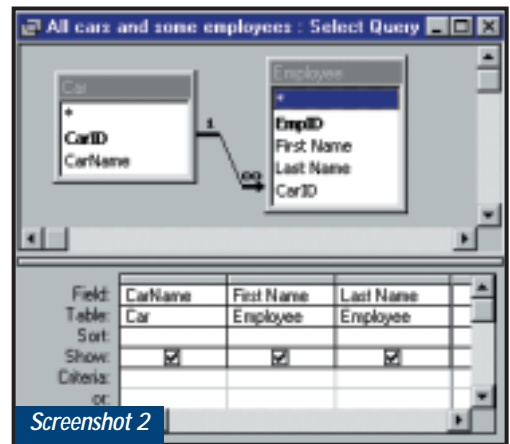 All cars and some employees : Select Query
Car
*
CarID
CarName
1
∞
Employee
*
EmpID
First Name
Last Name
CarID
Field: CarName First Name Last Name
Table: Car Employee Employee
Sort:
Show:
Criteria:
or:
Screenshot 2